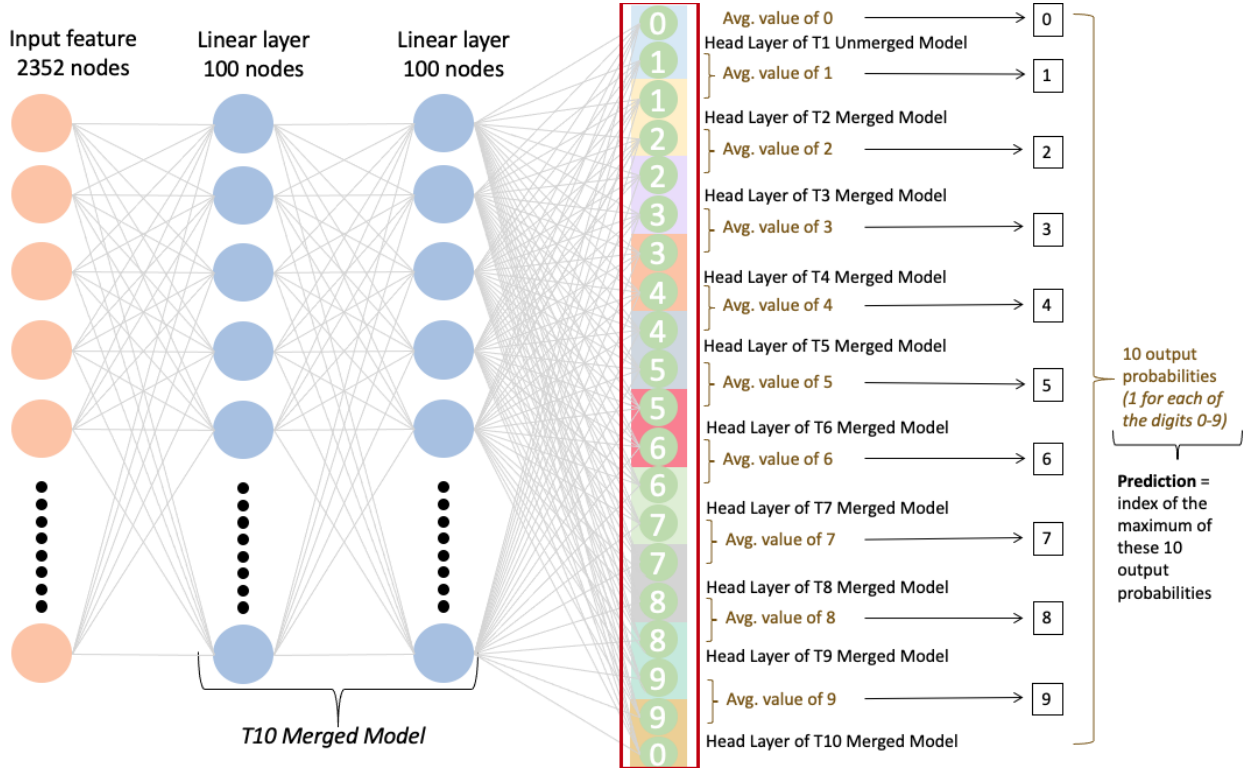 Input feature
2352 nodes
Linear layer
100 nodes
Linear layer
100 nodes
T10 Merged Model
0
1
1
2
2
3
3
4
4
5
5
6
6
7
7
8
8
9
9
0
Avg. value of 0
0
Head Layer of T1 Unmerged Model
Avg. value of 1
1
Head Layer of T2 Merged Model
Avg. value of 2
2
Head Layer of T3 Merged Model
Avg. value of 3
3
Head Layer of T4 Merged Model
Avg. value of 4
4
Head Layer of T5 Merged Model
Avg. value of 5
5
Head Layer of T6 Merged Model
Avg. value of 6
6
Head Layer of T7 Merged Model
Avg. value of 7
7
Head Layer of T8 Merged Model
Avg. value of 8
8
Head Layer of T9 Merged Model
Avg. value of 9
9
Head Layer of T10 Merged Model
10 output
probabilities
(1 for each of
the digits 0-9)
Prediction =
index of the
maximum of
these 10
output
probabilities